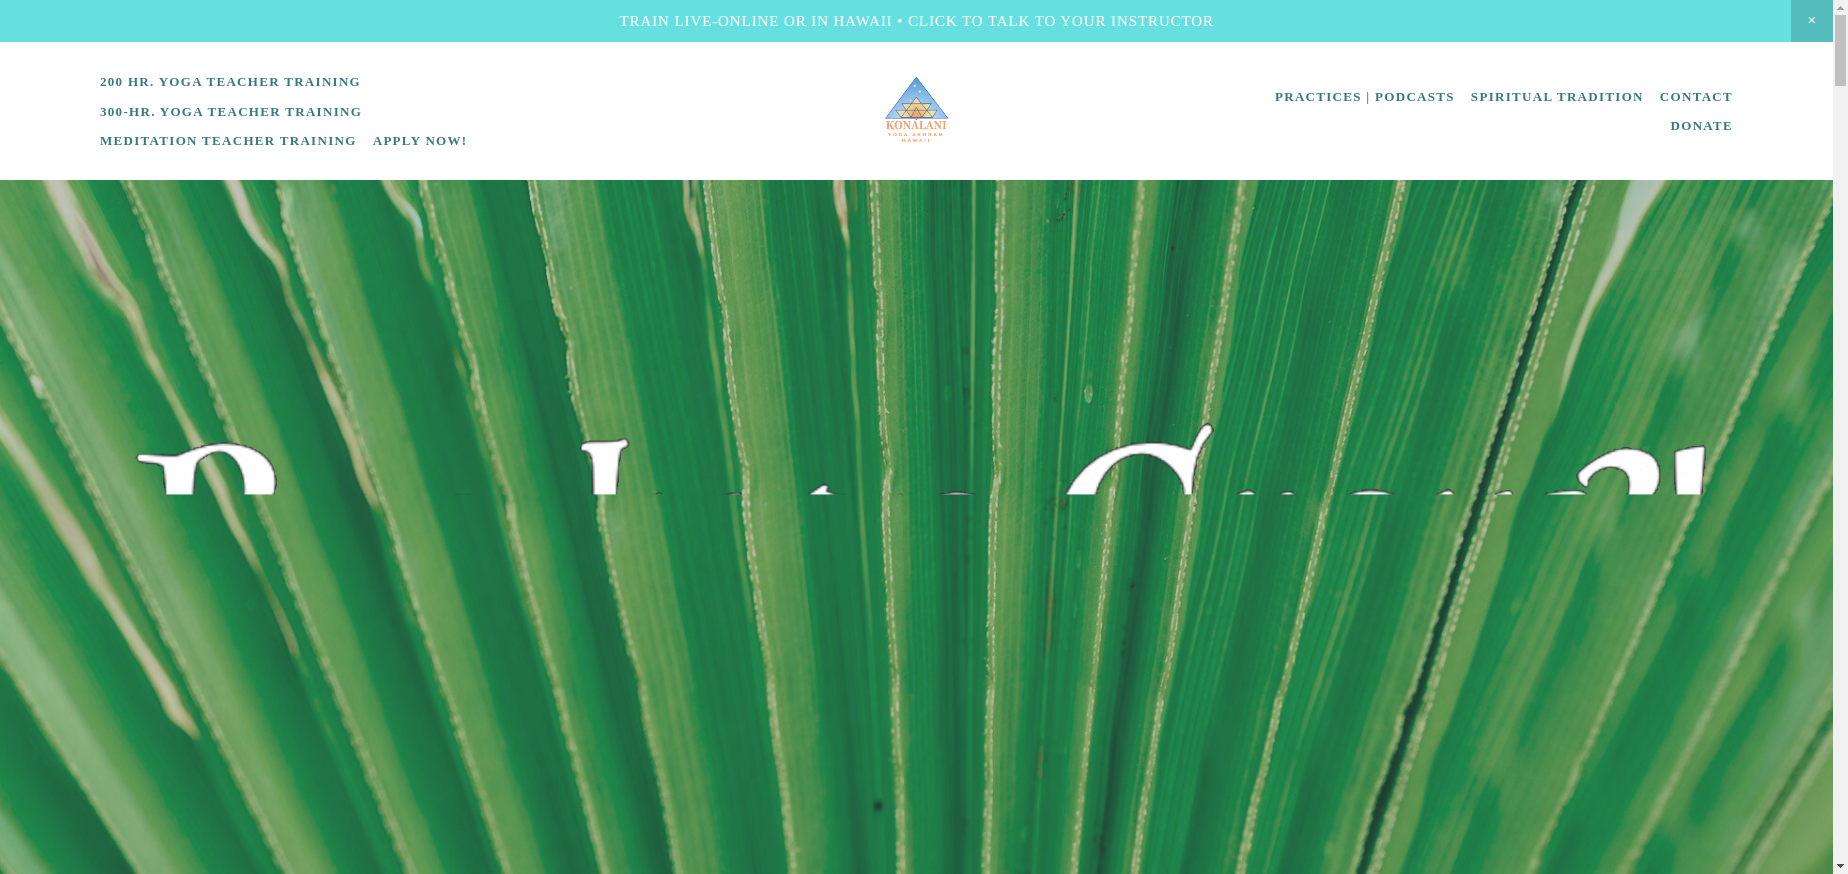 TRAIN LIVE-ONLINE OR IN HAWAII • CLICK TO TALK TO YOUR INSTRUCTOR
×
200 HR. YOGA TEACHER TRAINING
300-HR. YOGA TEACHER TRAINING
MEDITATION TEACHER TRAINING APPLY NOW!
KONALANI
YOGA ASHRAM
HAWAII
PRACTICES | PODCASTS SPIRITUAL TRADITION CONTACT
DONATE